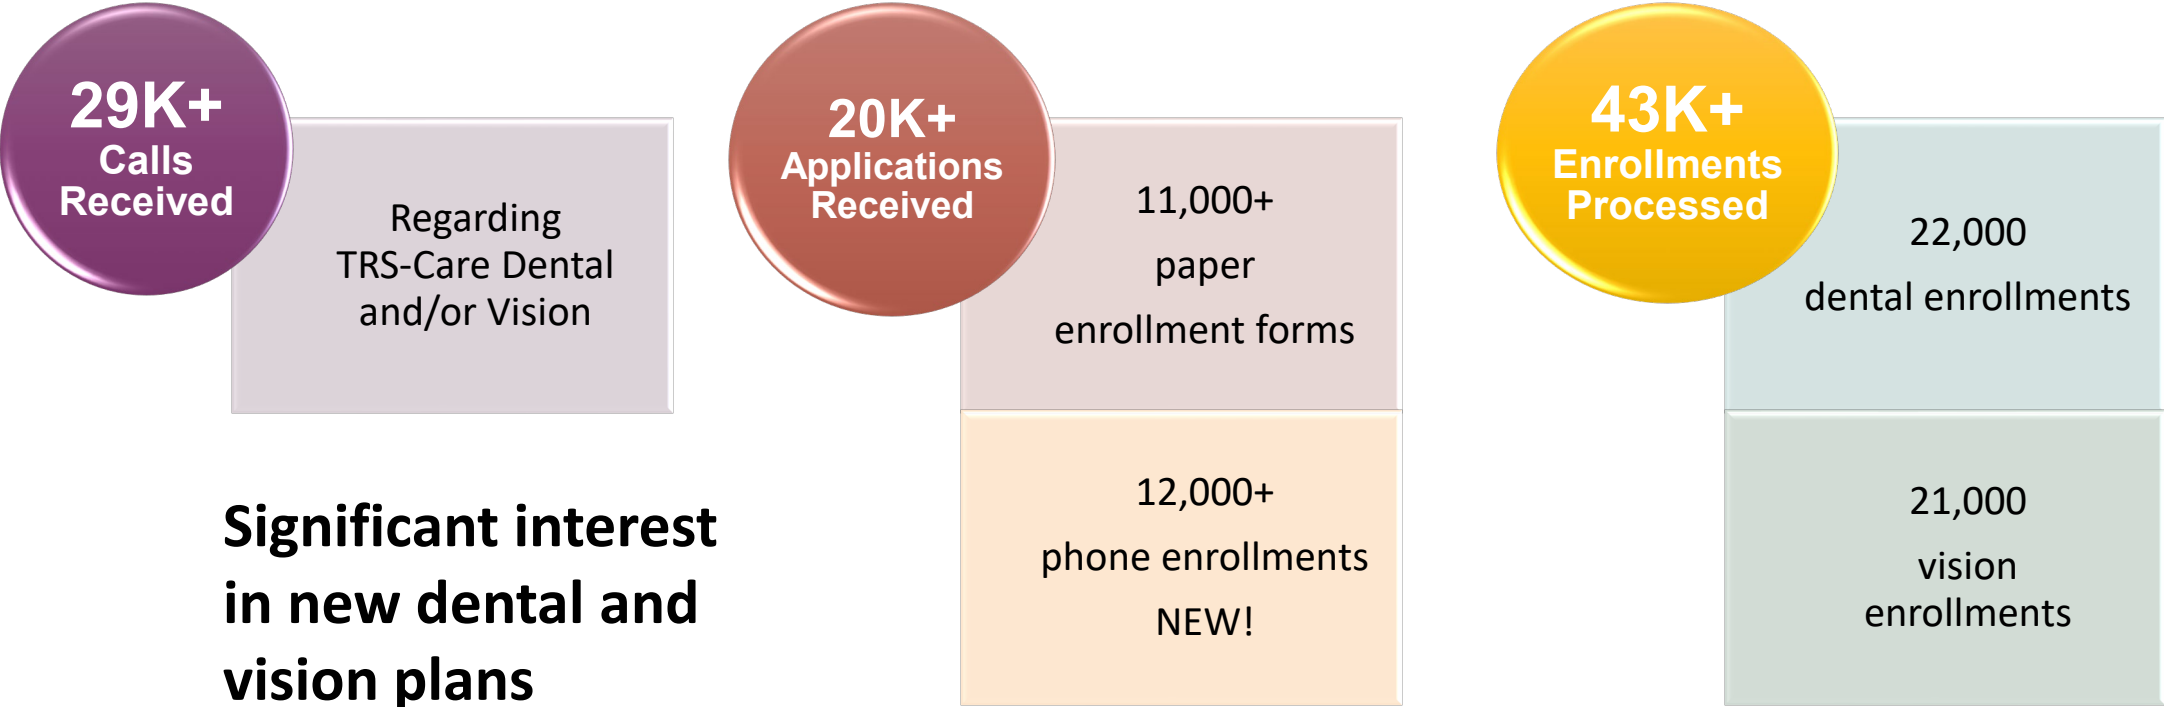 29K+
Calls
Received
Regarding
TRS-Care Dental
and/or Vision
Significant interest
in new dental and
vision plans
20K+
Applications
Received
11,000+
paper
enrollment forms
12,000+
phone enrollments
NEW!
43K+
Enrollments
Processed
22,000
dental enrollments
21,000
vision
enrollments